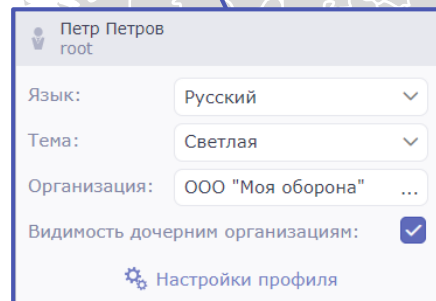 Петр Петров
root
Язык: Русский
Тема: Светлая
Организация: ООО "Моя оборона" ...
Видимость дочерним организациям:
Настройки профиля